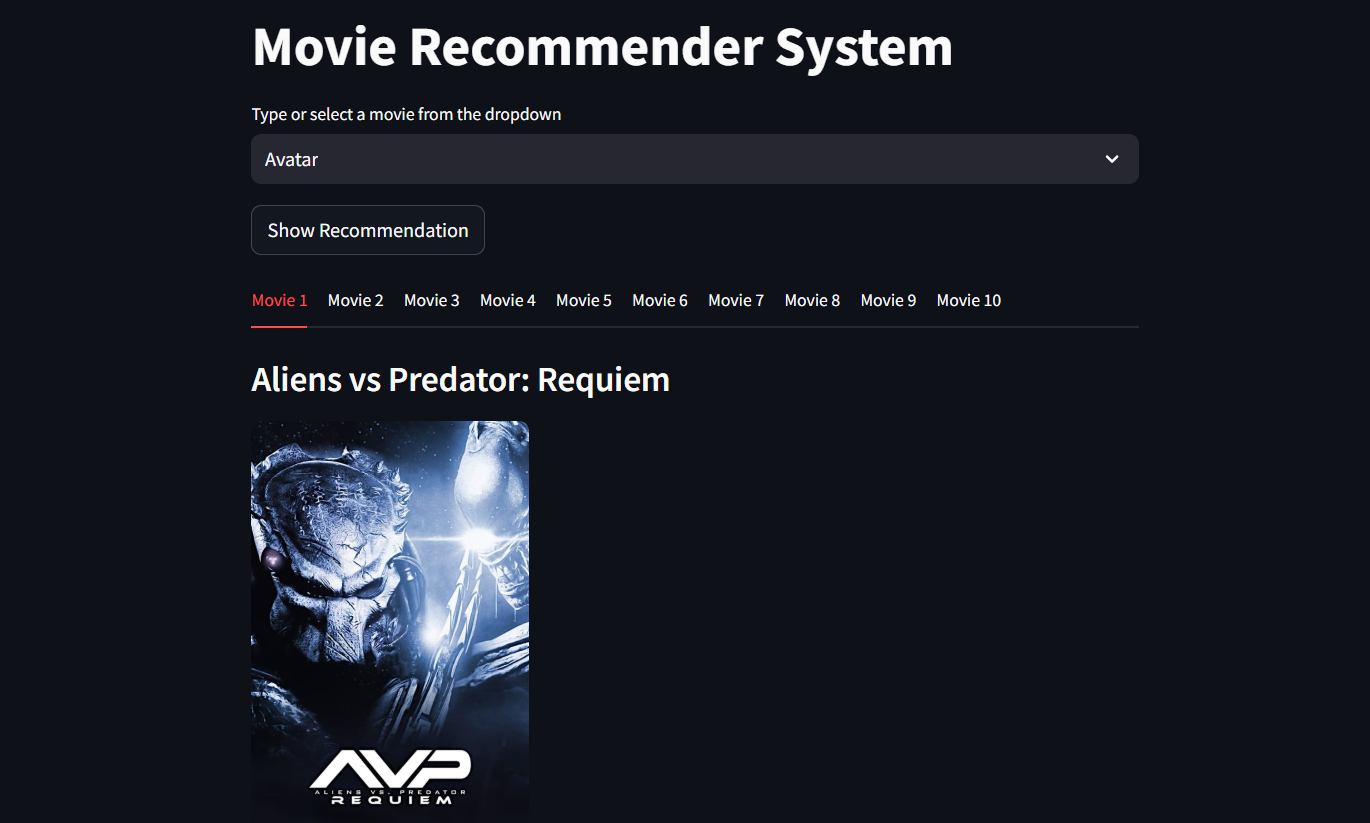 Movie Recommender System
Type or select a movie from the dropdown
Avatar
Show Recommendation
Movie 1 Movie 2 Movie 3 Movie 4 Movie 5 Movie 6 Movie 7 Movie 8 Movie 9 Movie 10
Aliens vs Predator: Requiem
AVP
ALIENS VS. PREDATOR
REQUIEM